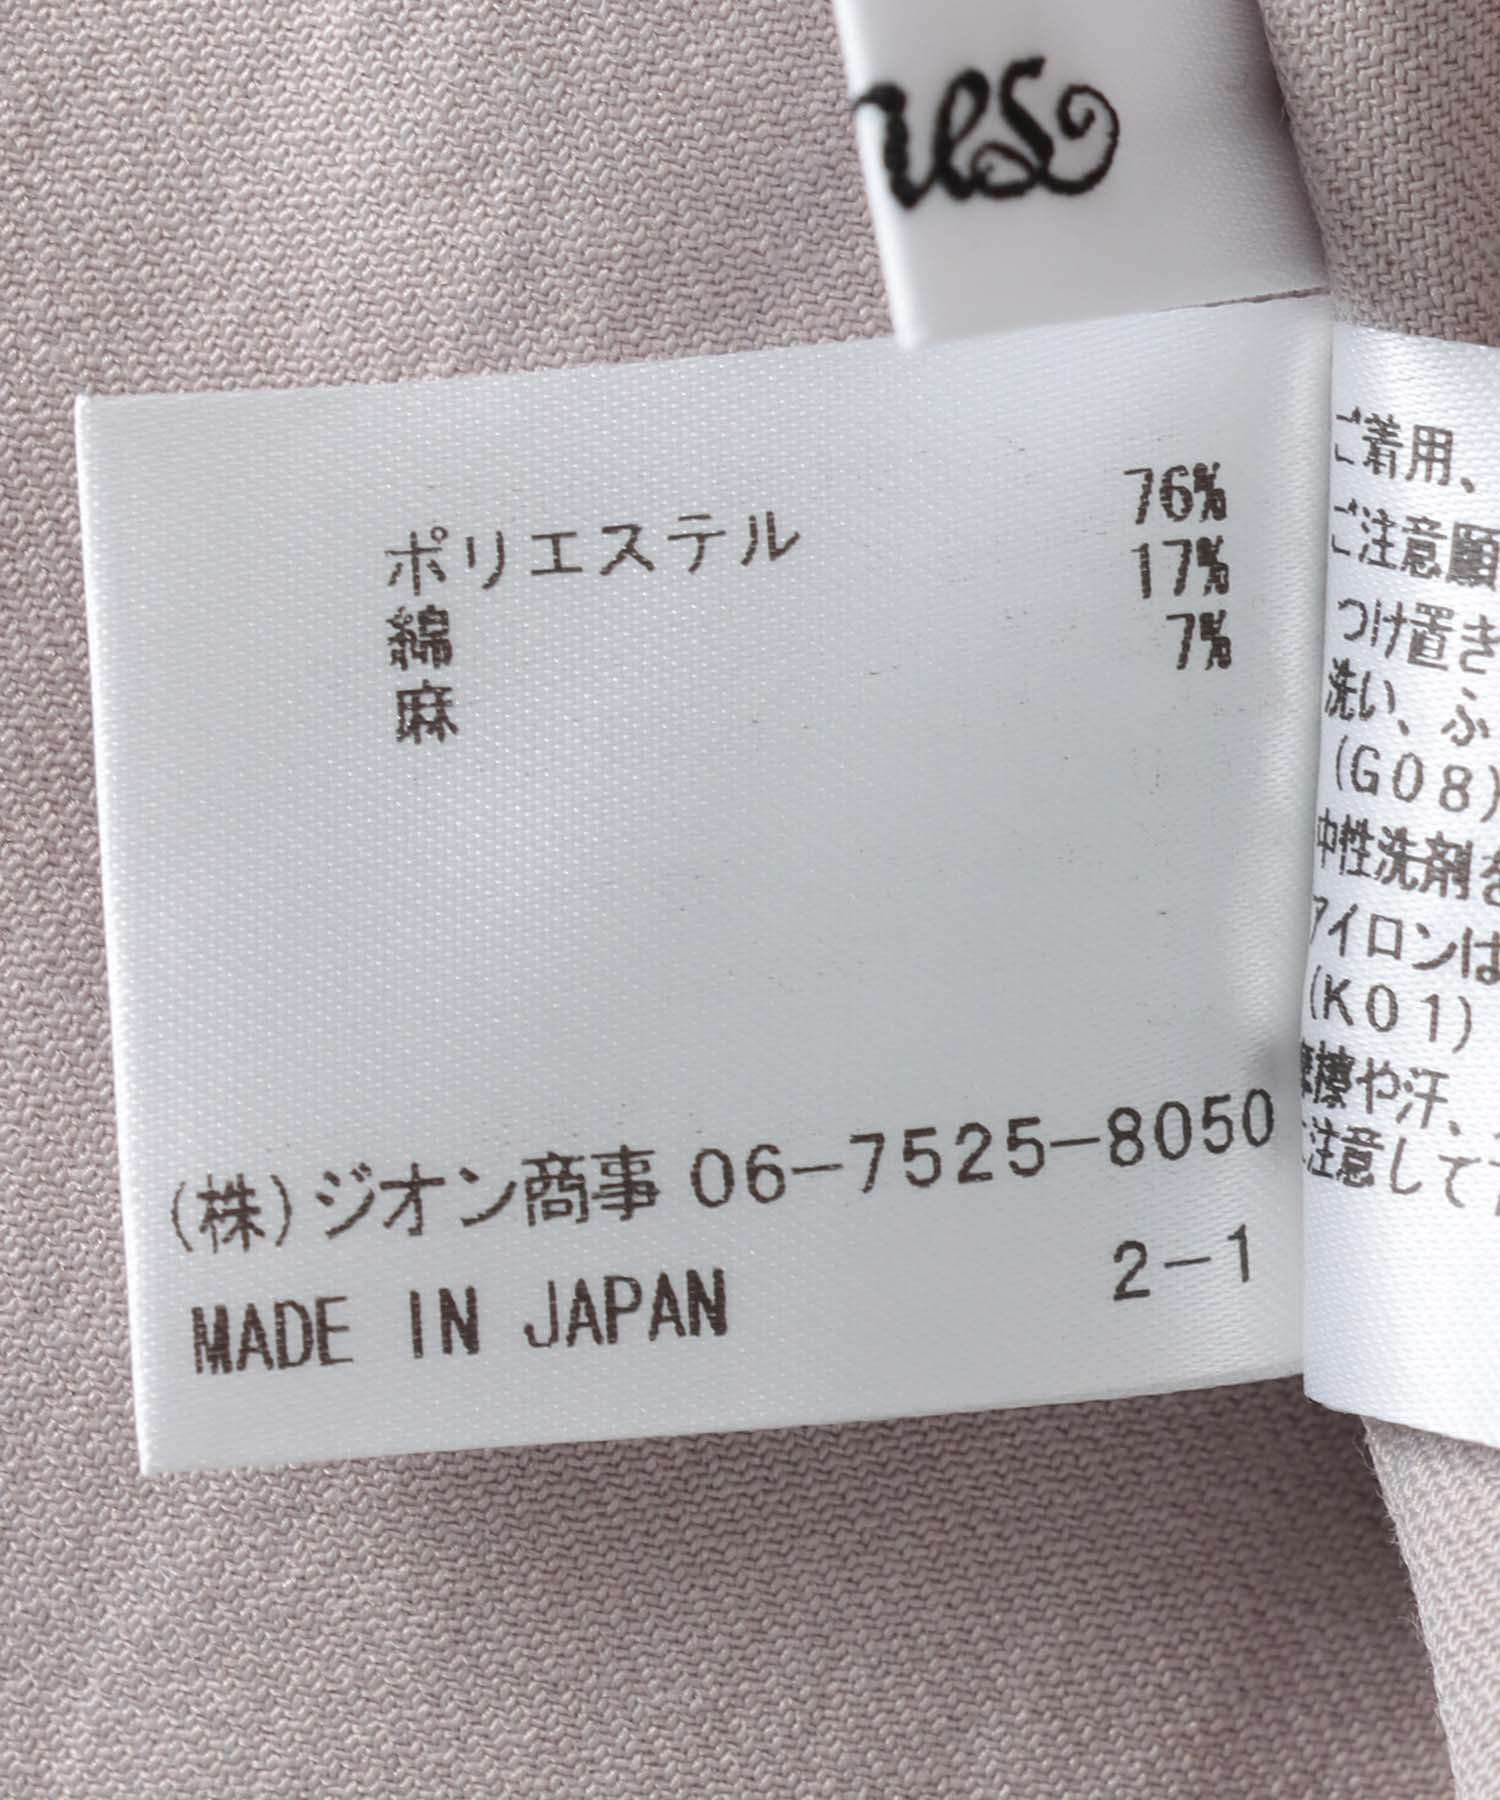 ポリエステル 76%
綿 17%
麻 7%
(株)ジオン商事 06-7525-8050
MADE IN JAPAN 2-1
ご着用、
ご注意願
つけ置き
洗い、ふ
(G08)
中性洗剤を
アイロンは
(K01)
や汗、
注意して